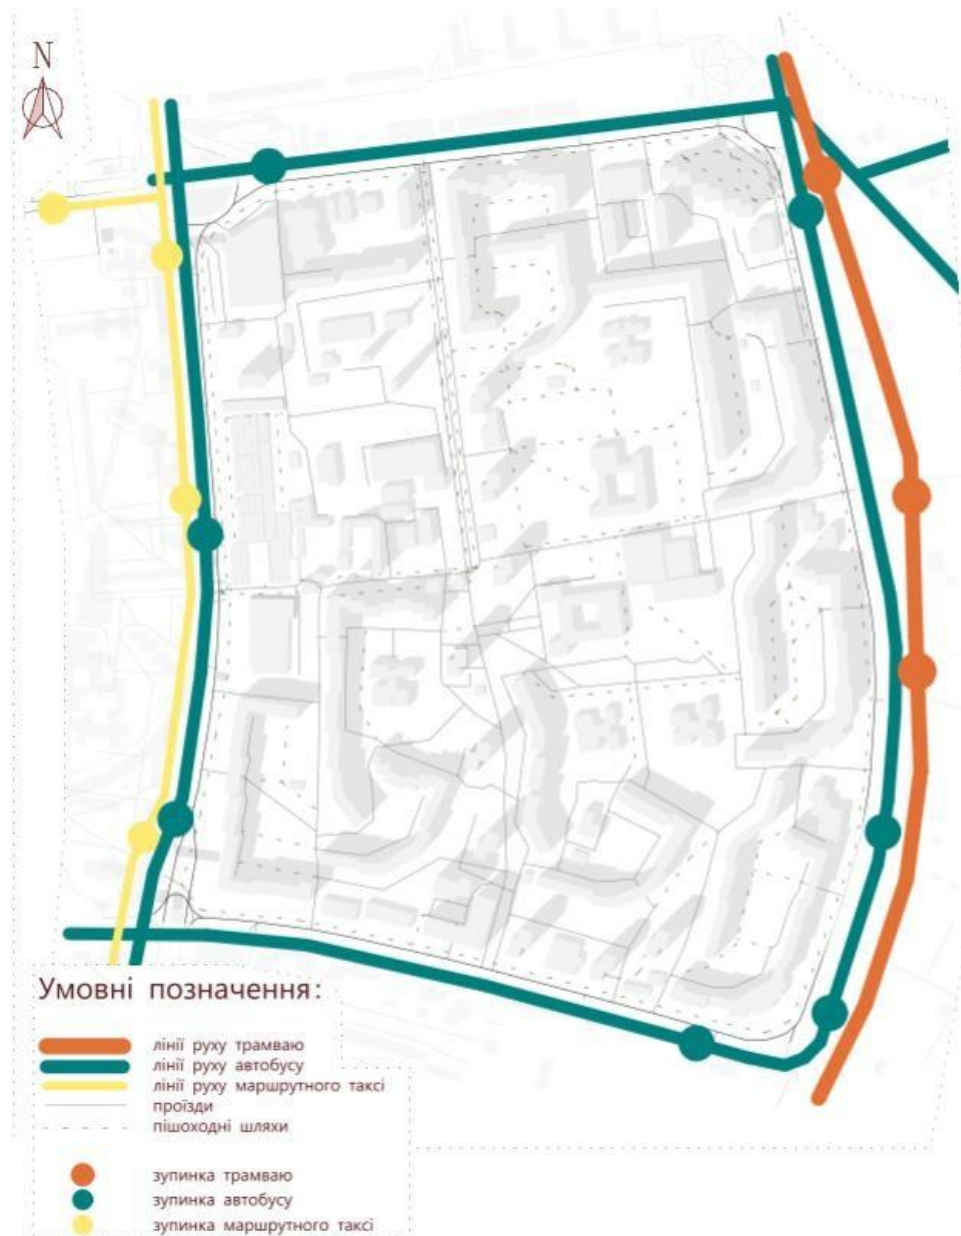 N
Умовні позначення:
лінії руху трамваю
лінії руху автобусу
лінії руху маршрутного таксі
проїзди
пішоходні шляхи
зупинка трамваю
зупинка автобусу
зупинка маршрутного таксі